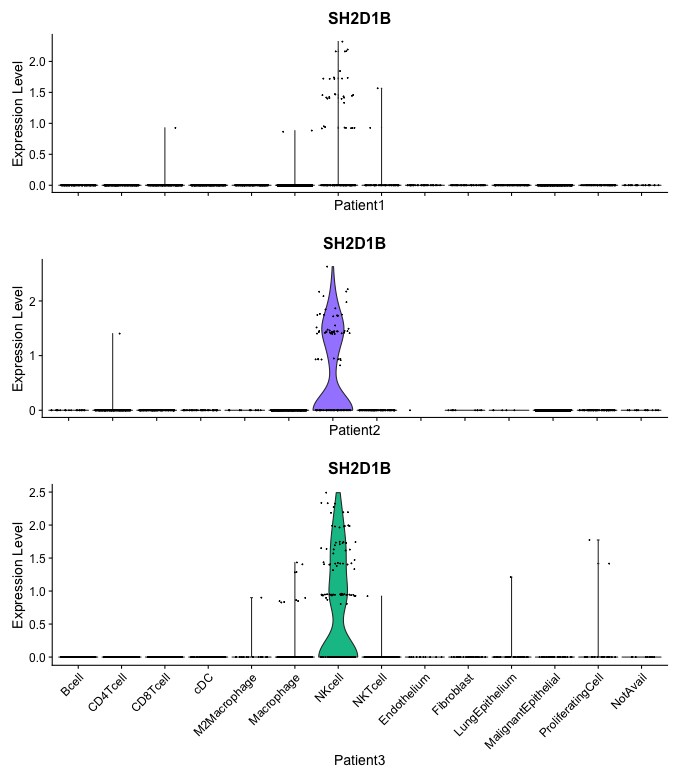 SH2D1B
Expression Level
2.0
1.5
1.0
0.5
0.0
Patient1
SH2D1B
Expression Level
2
1
0
Patient2
SH2D1B
Expression Level
2.5
2.0
1.5
1.0
0.5
0.0
Bcell
CD4Tcell
CD8Tcell
cDC
M2Macrophage
Macrophage
NKcell
NKTcell
Endothelium
Fibroblast
LungEpithelium
MalignantEpithelial
ProliferatingCell
NotAvail
Patient3